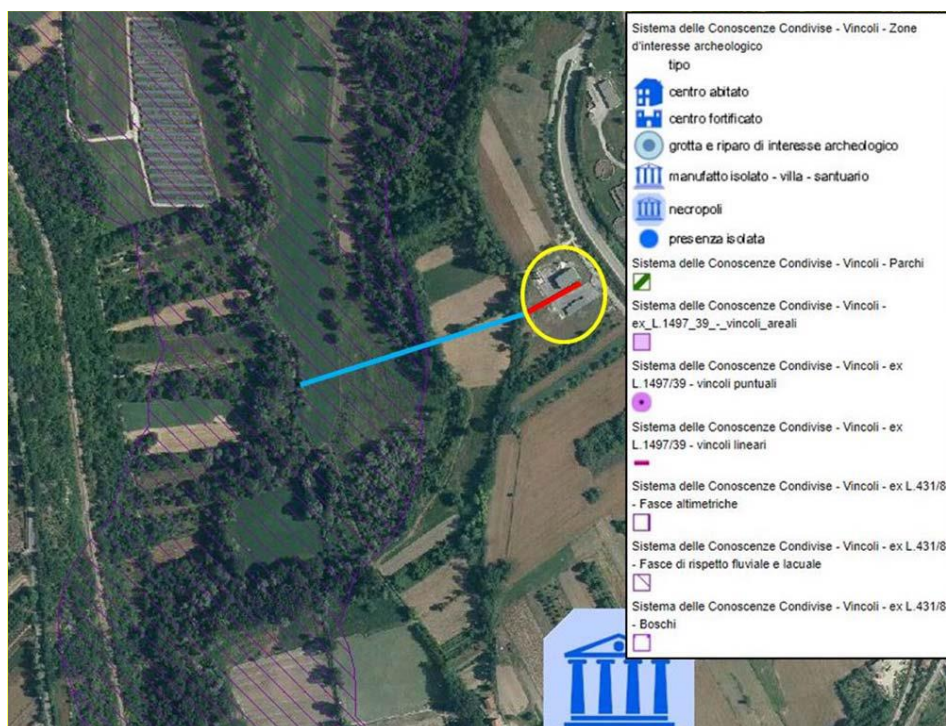 Sistema delle Conoscenze Condivise - Vincoli - Zone
d'interesse archeologico
tipo
centro abitato
centro fortificato
grotta e riparo di interesse archeologico
manufatto isolato - villa - santuario
necropoli
presenza isolata
Sistema delle Conoscenze Condivise - Vincoli - Parchi
Sistema delle Conoscenze Condivise - Vincoli -
ex_L.1497_39_-_vincoli_areali
Sistema delle Conoscenze Condivise - Vincoli - ex
L.1497/39 - vincoli puntuali
Sistema delle Conoscenze Condivise - Vincoli - ex
L.1497/39 - vincoli lineari
Sistema delle Conoscenze Condivise - Vincoli - ex L.431/8
- Fasce altimetriche
Sistema delle Conoscenze Condivise - Vincoli - ex L.431/8
- Fasce di rispetto fluviale e lacuale
Sistema delle Conoscenze Condivise - Vincoli - ex L.431/8
- Boschi